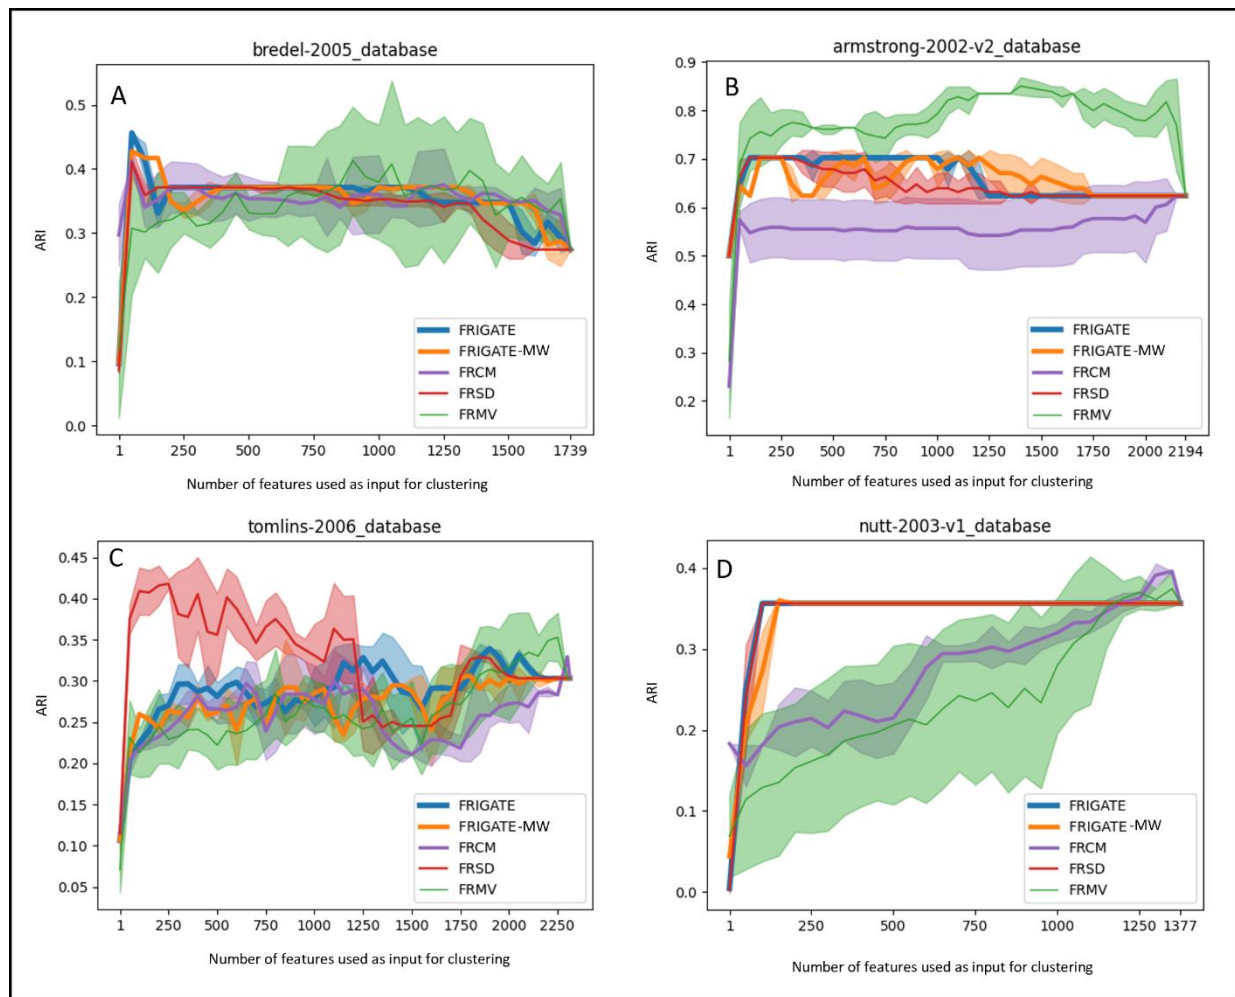 bredel-2005_database
A
ARI
0.5
0.4
0.3
0.2
0.1
0.0
FRIGATE
FRIGATE-MW
FRCM
FRSD
FRMV
1 250 500 750 1000 1250 1500 1739
Number of features used as input for clustering
armstrong-2002-v2_database
B
ARI
0.9
0.8
0.7
0.6
0.5
0.4
0.3
0.2
FRIGATE
FRIGATE-MW
FRCM
FRSD
FRMV
1 250 500 750 1000 1250 1500 1750 2000 2194
Number of features used as input for clustering
tomlins-2006_database
C
ARI
0.45
0.40
0.35
0.30
0.25
0.20
0.15
0.10
0.05
FRIGATE
FRIGATE-MW
FRCM
FRSD
FRMV
1 250 500 750 1000 1250 1500 1750 2000 2250
Number of features used as input for clustering
nutt-2003-v1_database
D
ARI
0.4
0.3
0.2
0.1
0.0
FRIGATE
FRIGATE-MW
FRCM
FRSD
FRMV
1 250 500 750 1000 1250 1377
Number of features used as input for clustering